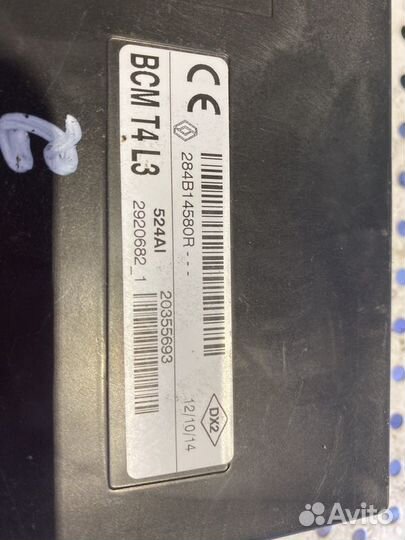 CE
284B14580R---
12/10/14
DX2
BCM T4 L3
524AI
2920682_1
20355693
Avito